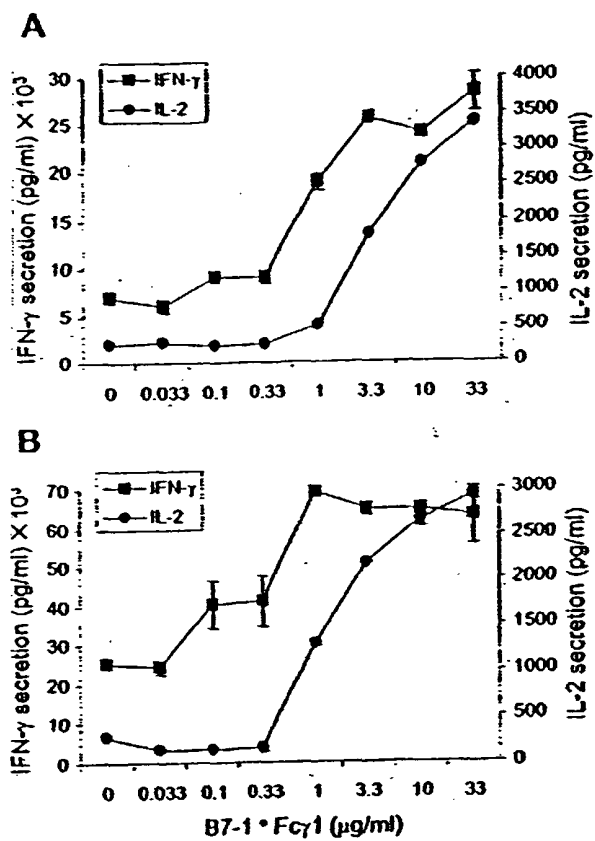 A
IFN-γ
IL-2
IFN-γ secretion (pg/ml) × 10³
30
25
20
15
10
5
0
4000
3500
3000
2500
2000
1500
1000
500
0
IL-2 secretion (pg/ml)
0 0.033 0.1 0.33 1 3.3 10 33
B
IFN-γ
IL-2
IFN-γ secretion (pg/ml) × 10³
70
60
50
40
30
20
10
0
3000
2500
2000
1500
1000
500
0
IL-2 secretion (pg/ml)
0 0.033 0.1 0.33 1 3.3 10 33
B7-1 • Fcγ1 (µg/ml)